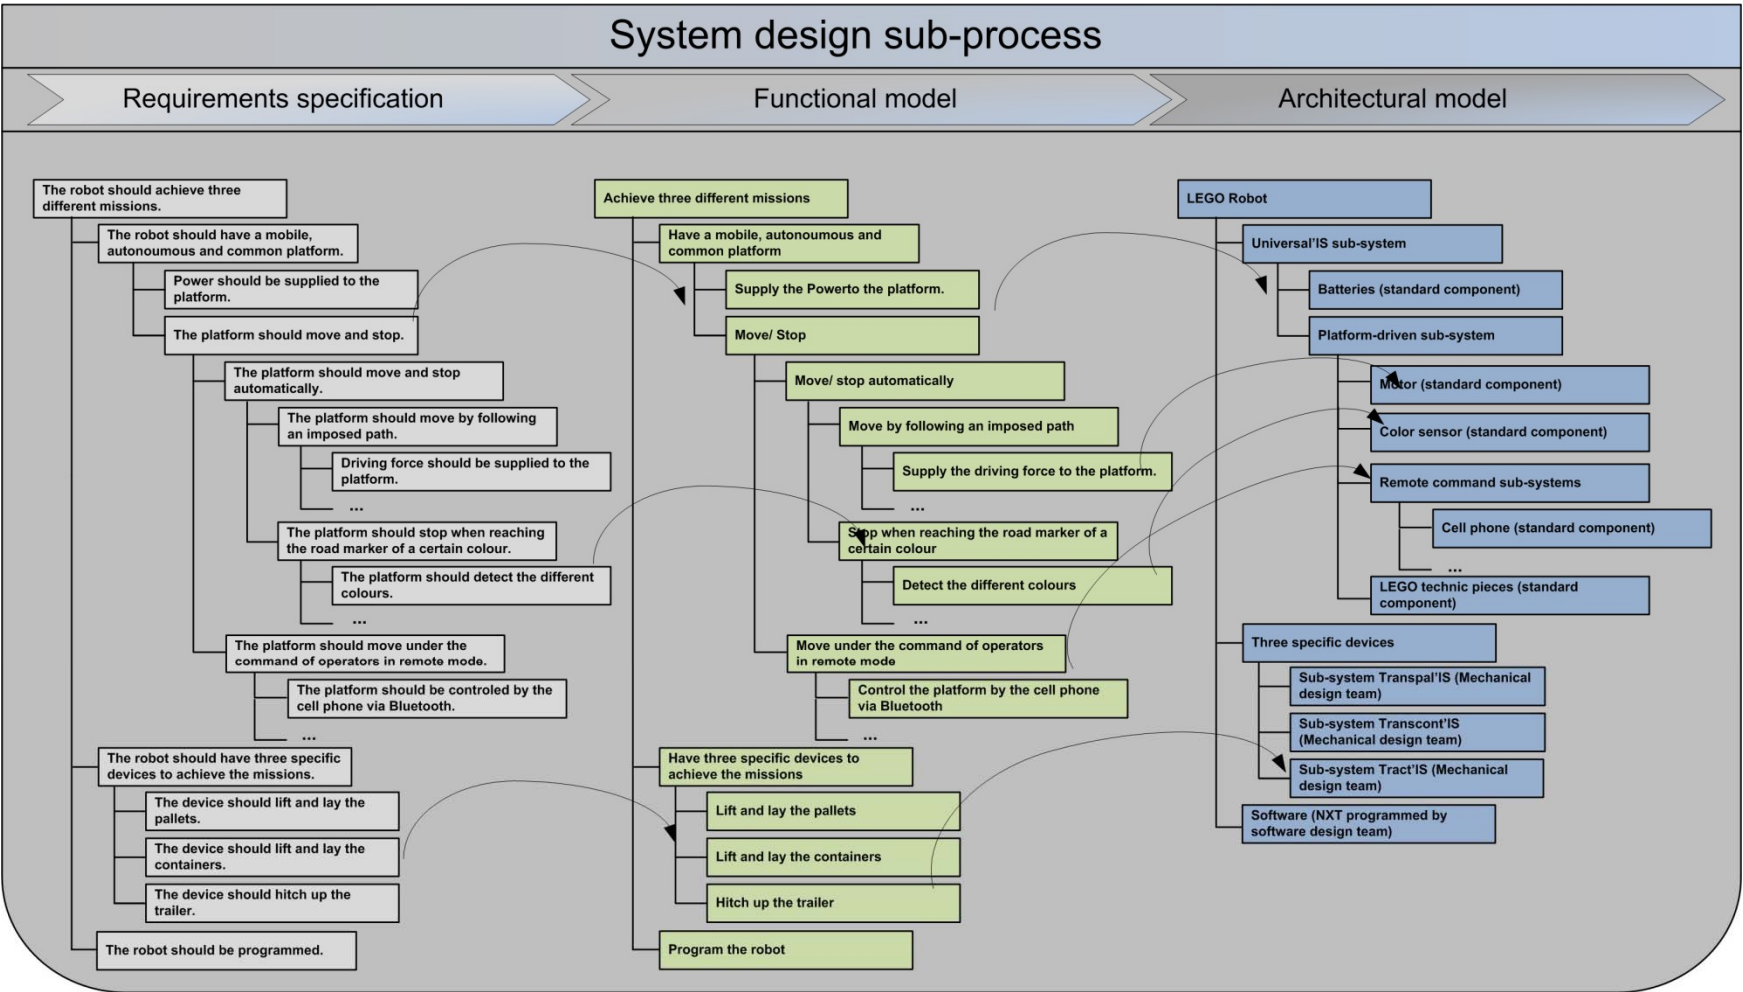 System design sub-process
Requirements specification
Functional model
Architectural model
The robot should achieve three
different missions.
The robot should have a mobile,
autonoumous and common platform.
Power should be supplied to the
platform.
The platform should move and stop.
The platform should move and stop
automatically.
The platform should move by following
an imposed path.
Driving force should be supplied to the
platform.
...
The platform should stop when reaching
the road marker of a certain colour.
The platform should detect the different
colours.
...
The platform should move under the
command of operators in remote mode.
The platform should be controled by the
cell phone via Bluetooth.
...
The robot should have three specific
devices to achieve the missions.
The device should lift and lay the
pallets.
The device should lift and lay the
containers.
The device should hitch up the
trailer.
The robot should be programmed.
Achieve three different missions
Have a mobile, autonoumous and
common platform
Supply the Powerto the platform.
Move/ Stop
Move/ stop automatically
Move by following an imposed path
Supply the driving force to the platform.
...
Stop when reaching the road marker of a
certain colour
Detect the different colours
...
Move under the command of operators
in remote mode
Control the platform by the cell phone
via Bluetooth
...
Have three specific devices to
achieve the missions
Lift and lay the pallets
Lift and lay the containers
Hitch up the trailer
Program the robot
LEGO Robot
Universal'IS sub-system
Batteries (standard component)
Platform-driven sub-system
Motor (standard component)
Color sensor (standard component)
Remote command sub-systems
Cell phone (standard component)
...
LEGO technic pieces (standard
component)
Three specific devices
Sub-system Transpal'IS (Mechanical
design team)
Sub-system Transcont'IS
(Mechanical design team)
Sub-system Tract'IS (Mechanical
design team)
Software (NXT programmed by
software design team)